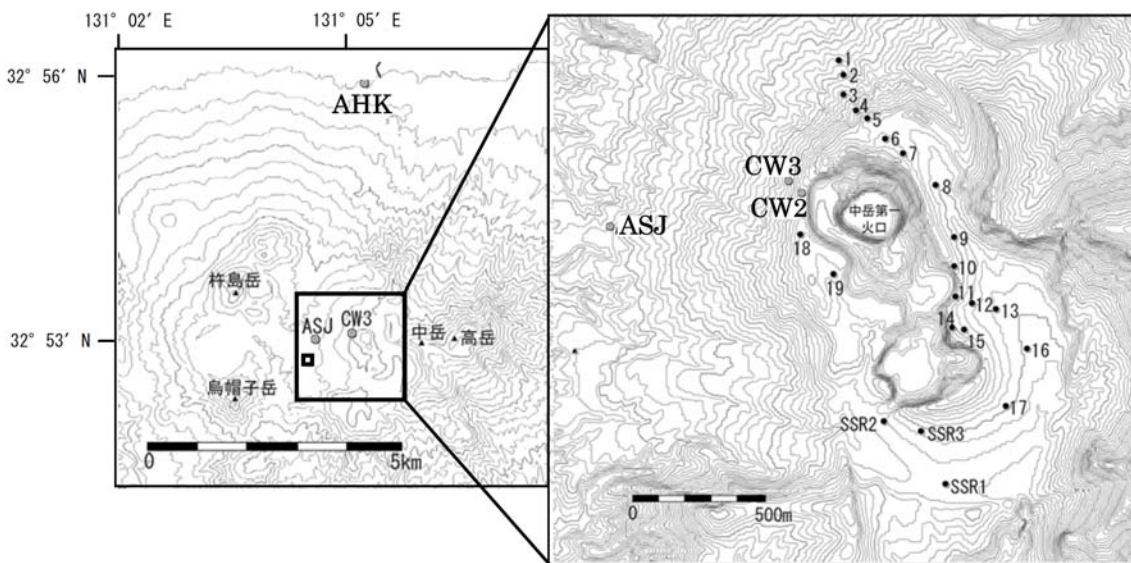 131° 02′ E
131° 05′ E
32° 56′ N
AHK
杵島岳
ASJ
CW3
中岳
高岳
32° 53′ N
烏帽子岳
0
5km
1
2
3
4
5
6
7
CW3
8
CW2
中岳第一
火口
ASJ
18
9
10
19
11
12
13
14
15
16
17
SSR2
SSR3
SSR1
0
500m